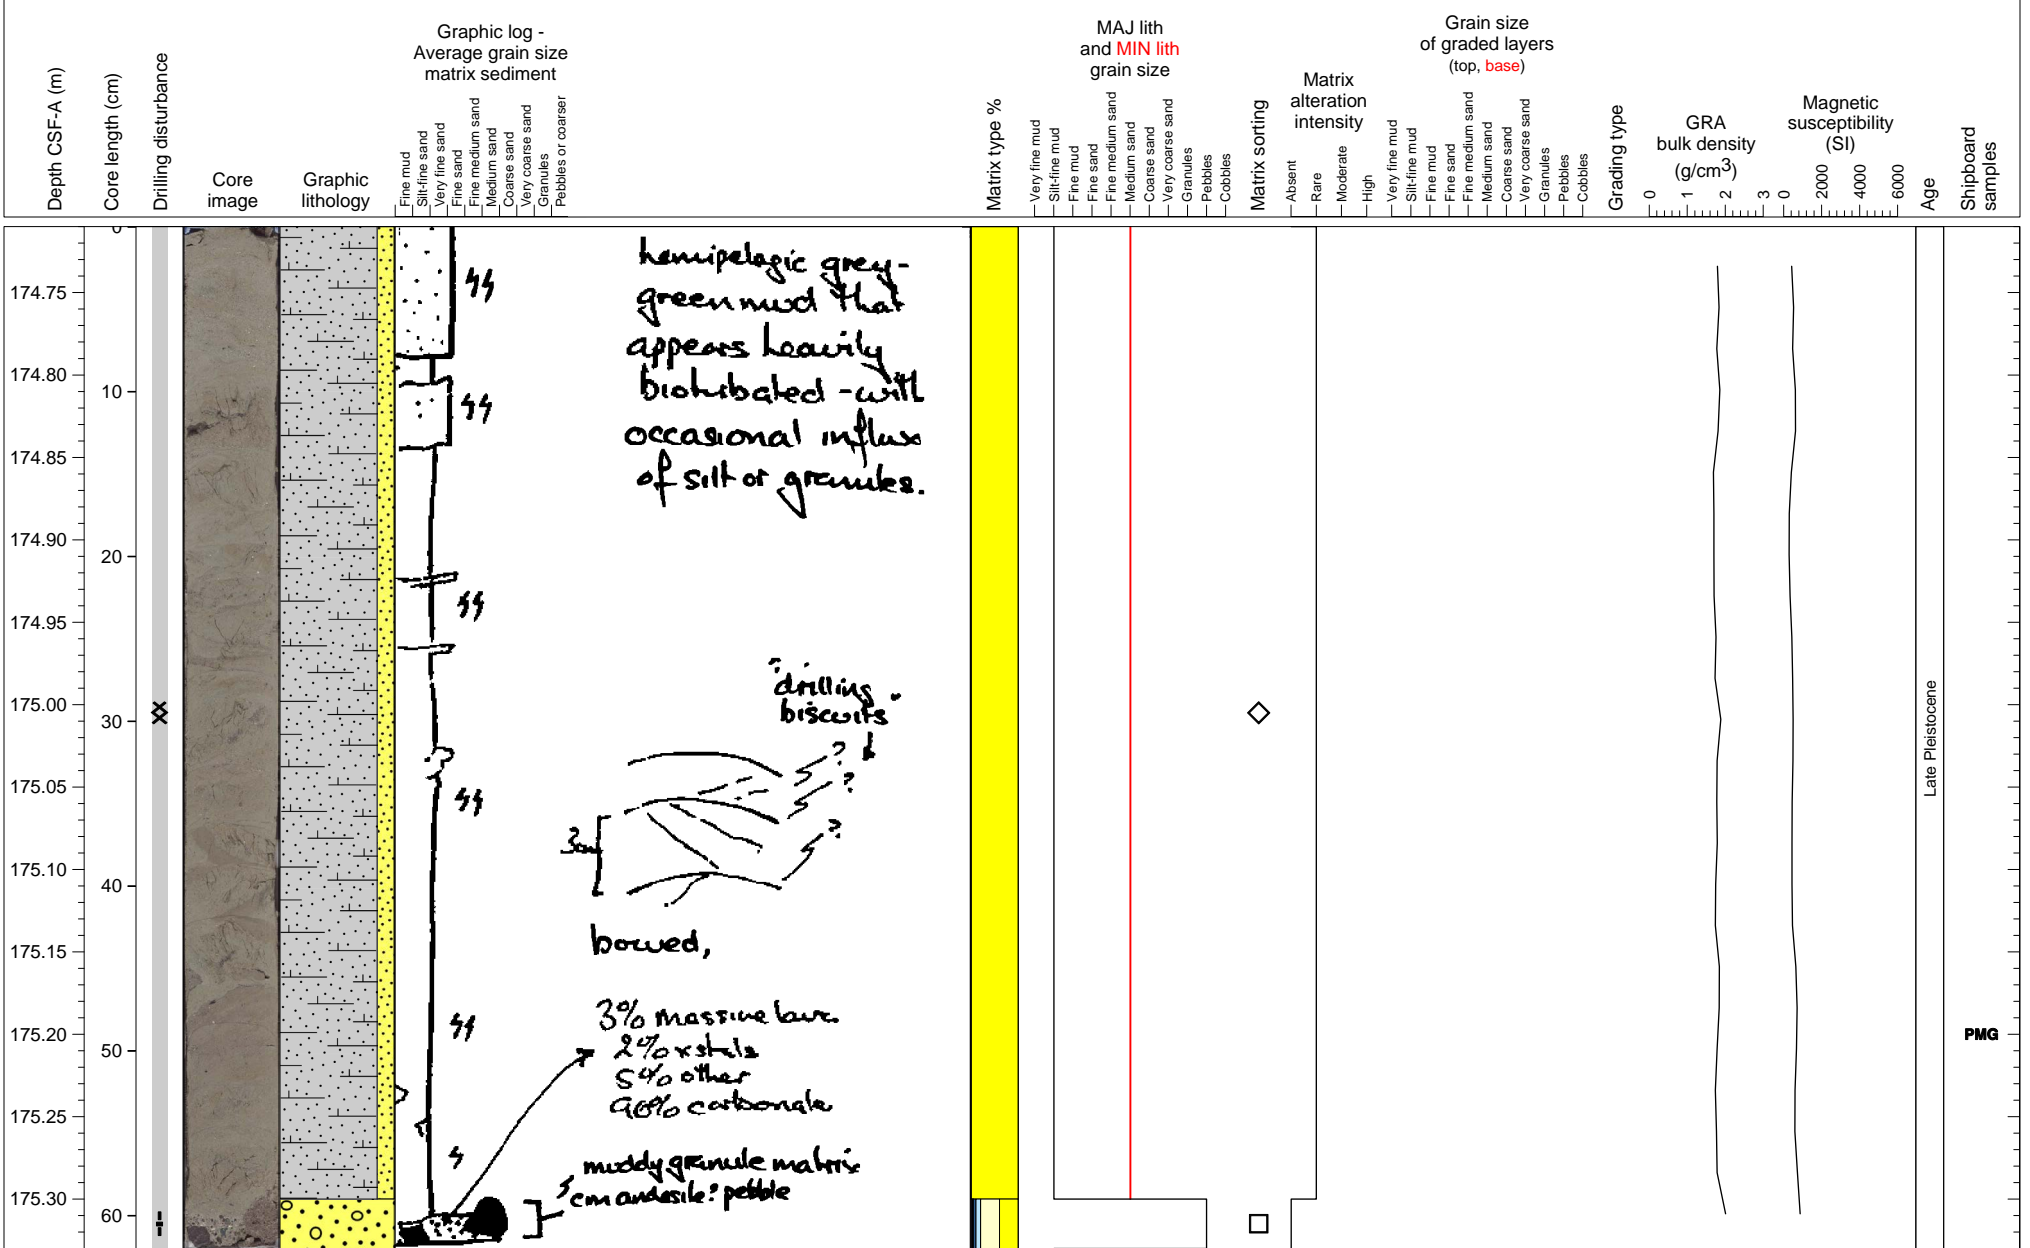 Depth CSF-A (m)
Core length (cm)
Drilling disturbance
Core
image
Graphic
lithology
Graphic log -
Average grain size
matrix sediment
Fine mud
Silt-fine sand
Very fine sand
Fine sand
Fine medium sand
Medium sand
Coarse sand
Very coarse sand
Granules
Pebbles or coarser
Matrix type %
MAJ lith
and MIN lith
grain size
Very fine mud
Silt-fine mud
Fine mud
Fine sand
Fine medium sand
Medium sand
Coarse sand
Very coarse sand
Granules
Pebbles
Cobbles
Matrix sorting
Matrix
alteration
intensity
Absent
Rare
Moderate
High
Grain size
of graded layers
(top, base)
Very fine mud
Silt-fine mud
Fine mud
Fine sand
Fine medium sand
Medium sand
Coarse sand
Very coarse sand
Granules
Pebbles
Cobbles
Grading type
GRA
bulk density
(g/cm3)
0 1 2 3
Magnetic
susceptibility
(SI)
0 2000 4000 6000
Age
Shipboard
samples
174.75
174.80
174.85
174.90
174.95
175.00
175.05
175.10
175.15
175.20
175.25
175.30
0
10
20
30
40
50
60
hemipelagic grey-
green mud that
appears heavily
bioturbated - with
occasional influx
of silt or granules.
"drilling
biscuits"
?
?
?
3cm
bowed,
3% massive lava
2% xstals
5% other
90% carbonate
muddy granule matrix
cm andesite? pebble
Late Pleistocene
PMG